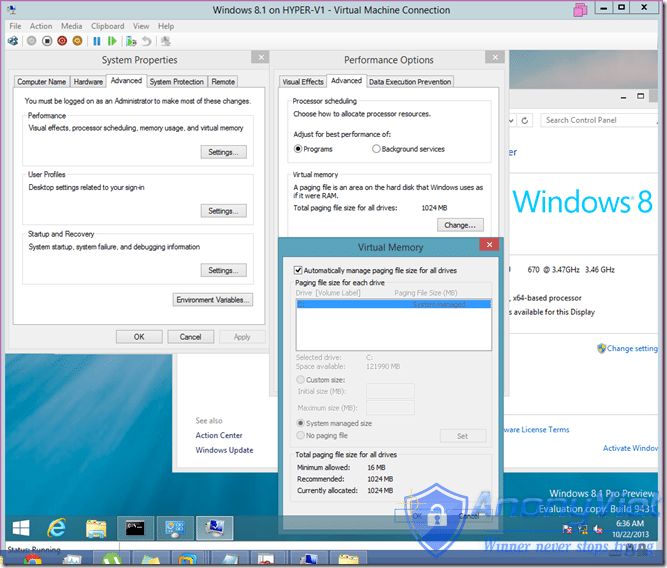 Windows 8.1 on HYPER-V1 - Virtual Machine Connection
File Action Media Clipboard View Help
System Properties
Computer Name Hardware Advanced System Protection Remote
You must be logged on as an Administrator to make most of these changes.
Performance
Visual effects, processor scheduling, memory usage, and virtual memory
Settings...
User Profiles
Desktop settings related to your sign-in
Settings...
Startup and Recovery
System startup, system failure, and debugging information
Settings...
Environment Variables...
OK Cancel Apply
Performance Options
Visual Effects Advanced Data Execution Prevention
Processor scheduling
Choose how to allocate processor resources.
Adjust for best performance of:
Programs Background services
Virtual memory
A paging file is an area on the hard disk that Windows uses as
if it were RAM.
Total paging file size for all drives: 1024 MB
Change...
Virtual Memory
Automatically manage paging file size for all drives
Paging file size for each drive
Drive [Volume Label] Paging File Size (MB)
C: System managed
Selected drive: C:
Space available: 121990 MB
Custom size:
Initial size (MB):
Maximum size (MB):
System managed size
No paging file
Set
Total paging file size for all drives
Minimum allowed: 16 MB
Recommended: 1024 MB
Currently allocated: 1024 MB
OK Cancel
Search Control Panel
Windows 8
670 @ 3.47GHz 3.46 GHz
, x64-based processor
is available for this Display
Change setting
ware License Terms
Activate Window
See also
Action Center
Windows Update
Windows 8.1 Pro Preview
Evaluation copy. Build 9431
6:36 AM
10/22/2013
AnonyViet
Winner never stops trying
Status: Running